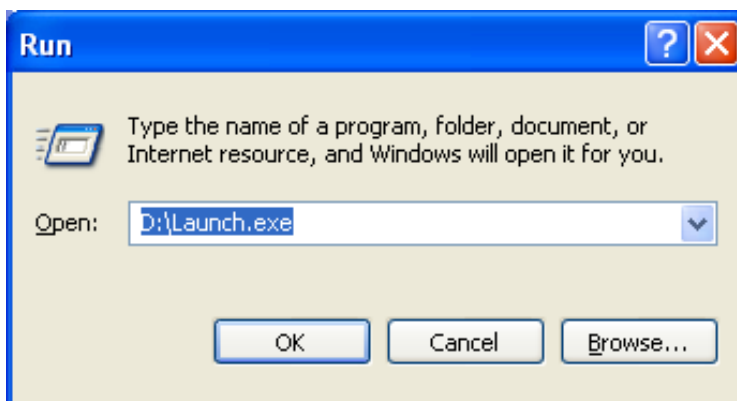 Run
Type the name of a program, folder, document, or
Internet resource, and Windows will open it for you.
Open: D:\Launch.exe
OK Cancel Browse...